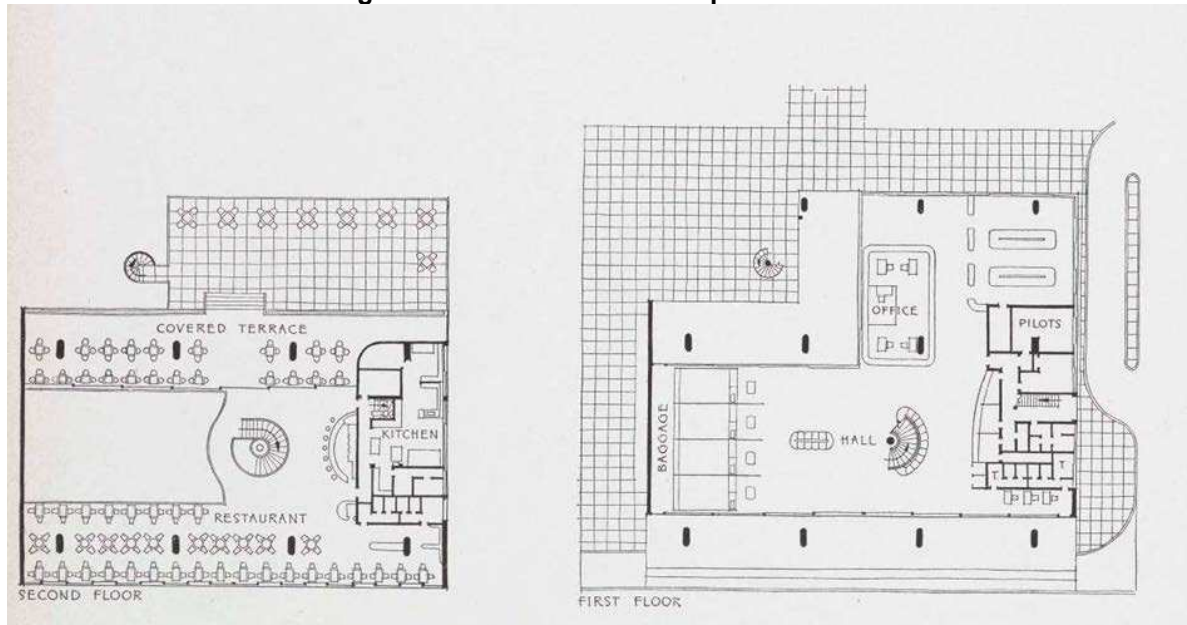 COVERED TERRACE
KITCHEN
RESTAURANT
SECOND FLOOR
OFFICE
PILOTS
BAGGAGE
HALL
T
T
FIRST FLOOR